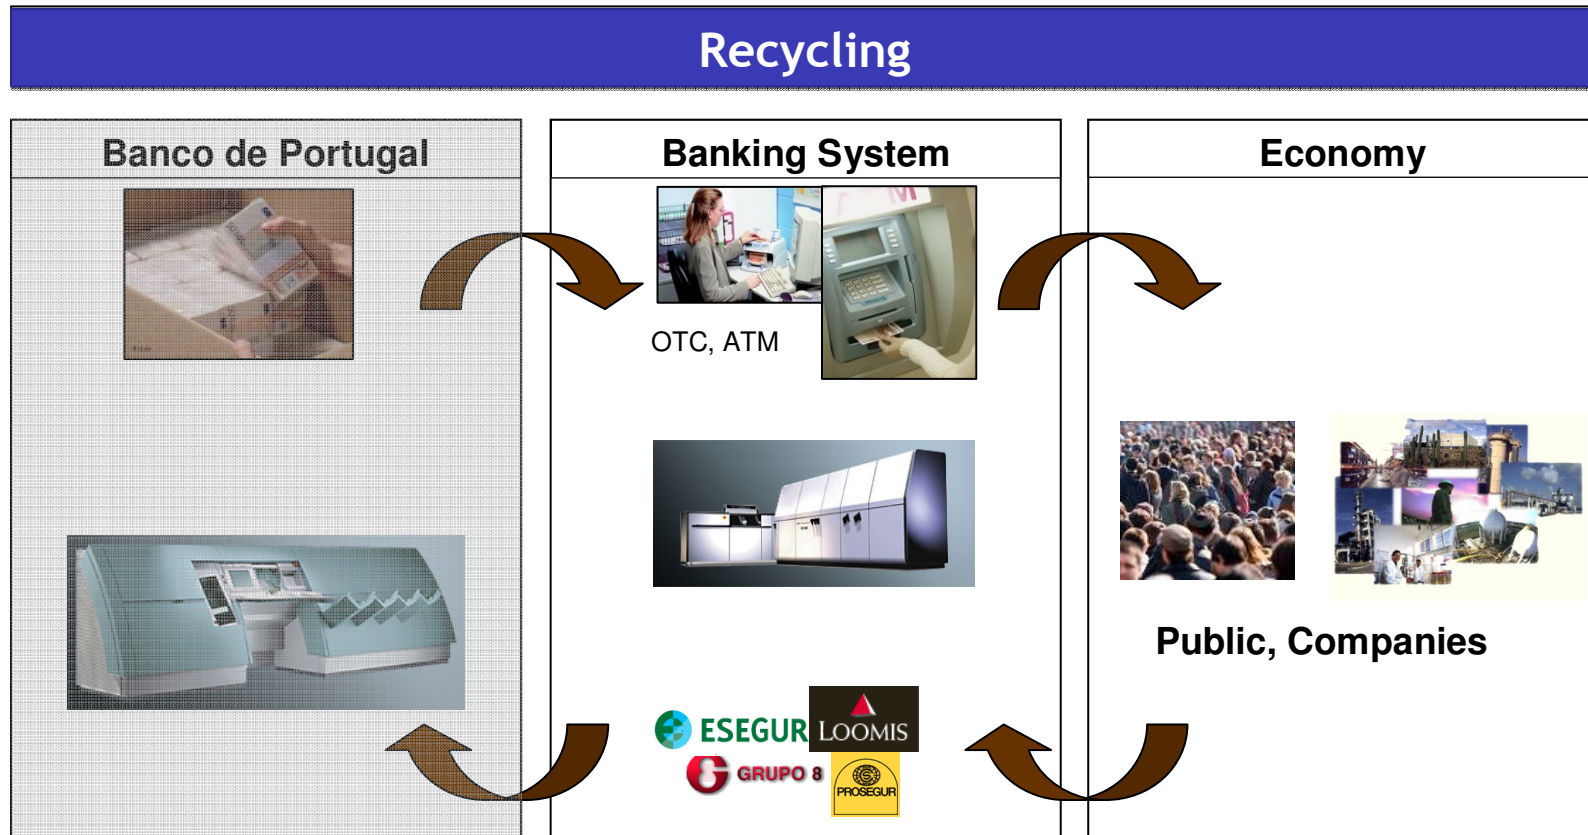 Recycling
Banco de Portugal
Banking System
Economy
OTC, ATM
Public, Companies
ESEGUR
LOOMIS
GRUPO 8
PROSEGUR